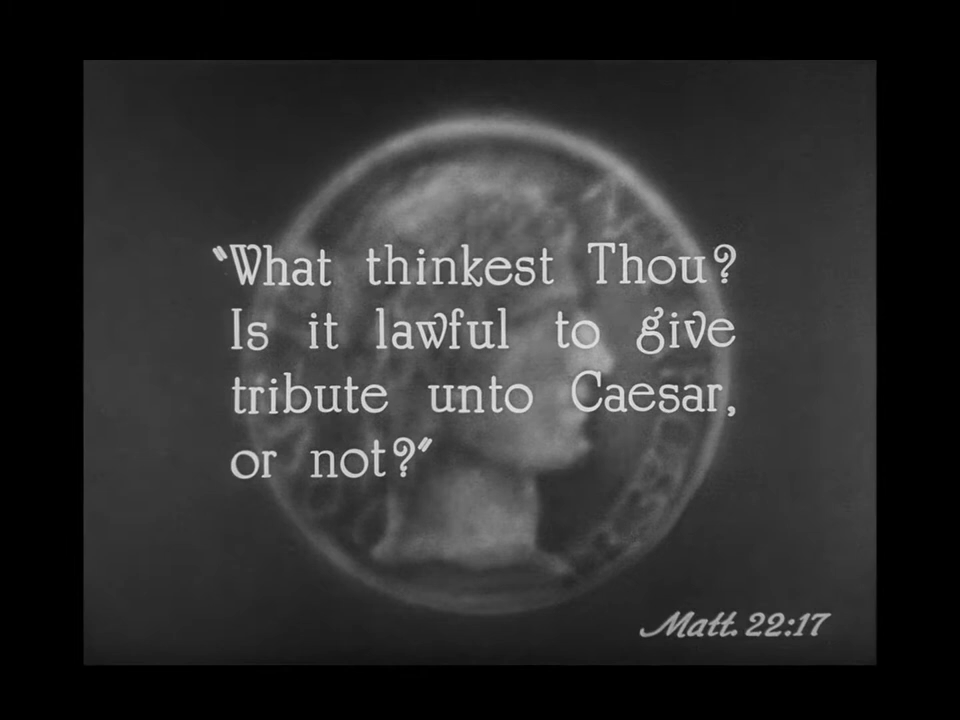 "What thinkest Thou?
Is it lawful to give
tribute unto Caesar,
or not?"
Matt. 22:17